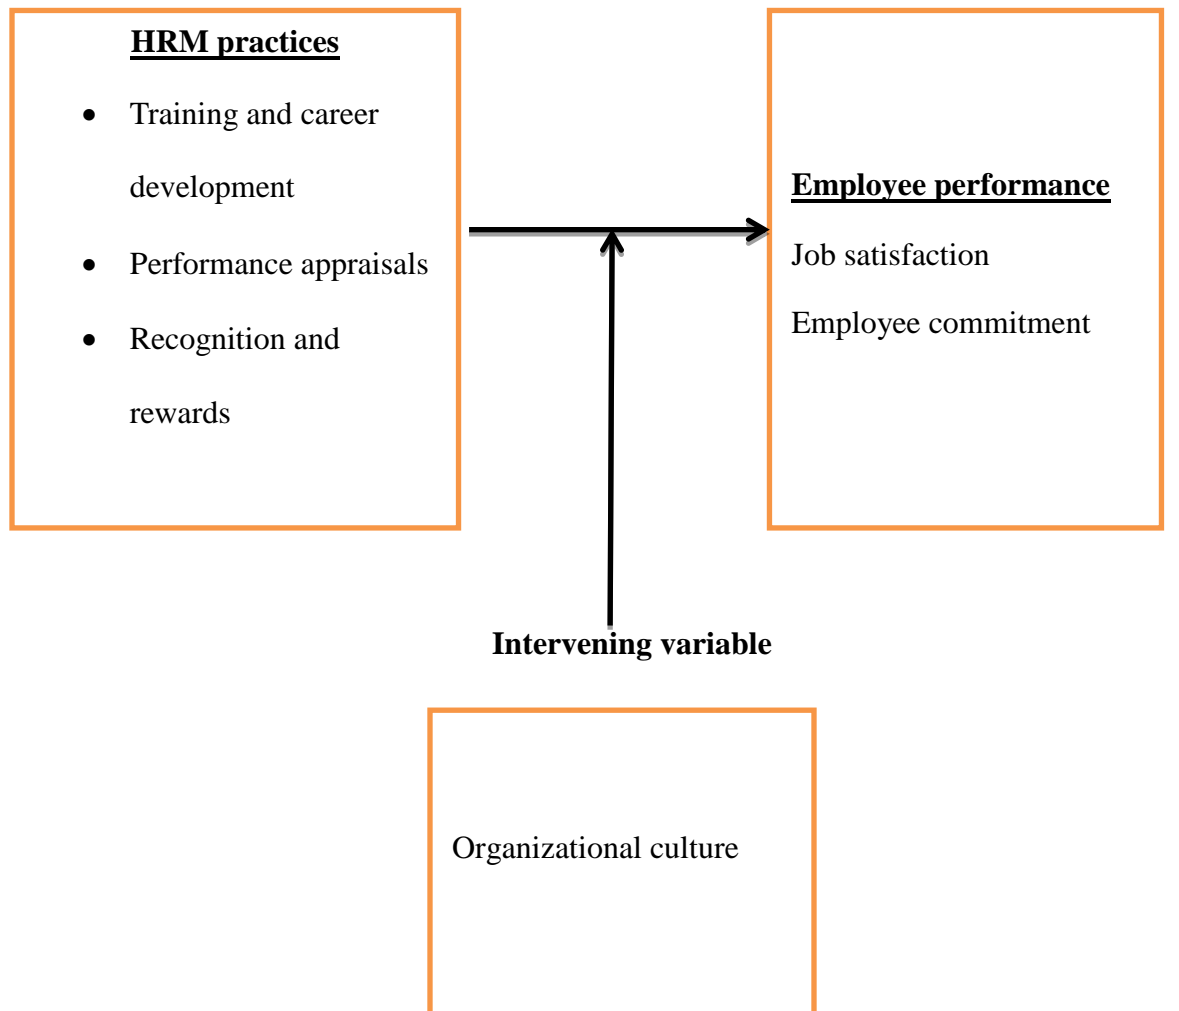 HRM practices
• Training and career
development
• Performance appraisals
• Recognition and
rewards
Employee performance
Job satisfaction
Employee commitment
Intervening variable
Organizational culture